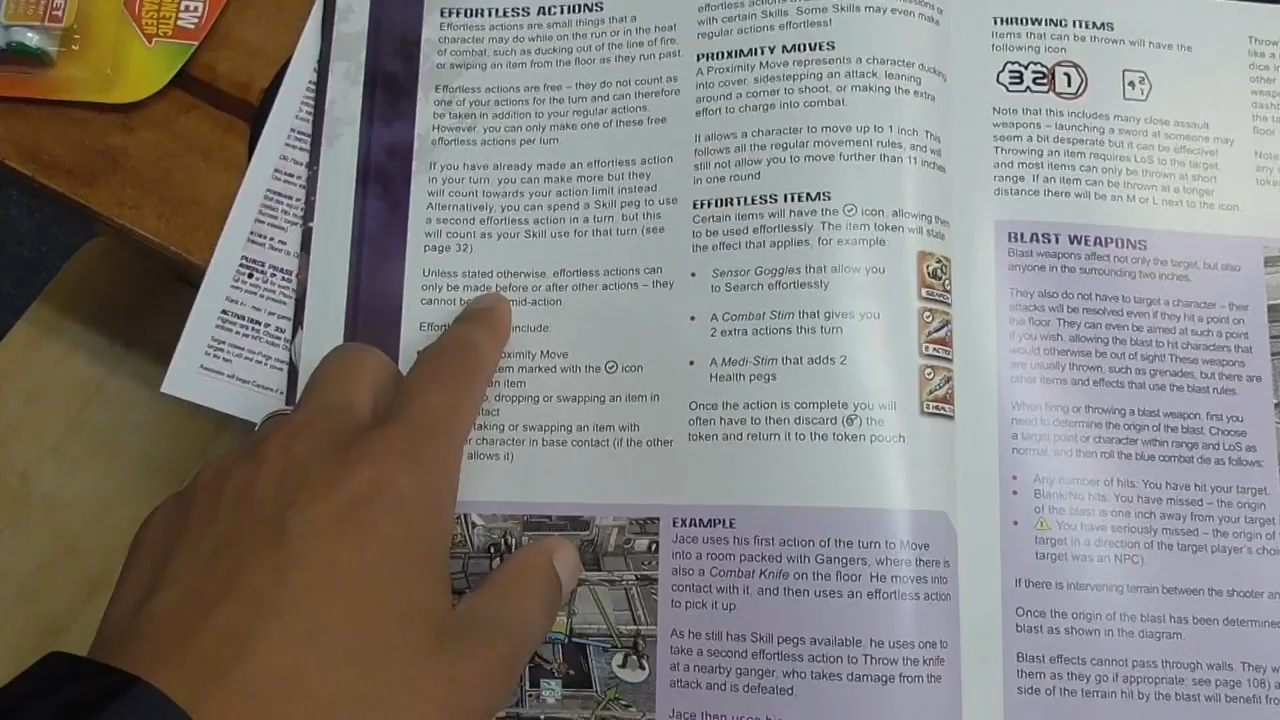 NEW
EFFORTLESS ACTIONS
Effortless actions are small things that a
character may do while on the run or in the heat
of combat, such as ducking out of the line of fire,
or swiping an item from the floor as they run past.
Effortless actions are free – they do not count as
one of your actions for the turn and can therefore
be taken in addition to your regular actions.
However, you can only make one of these free
effortless actions per turn.
If you have already made an effortless action
in your turn, you can make more but they
will count towards your action limit instead.
Alternatively, you can spend a Skill peg to use
a second effortless action in a turn, but this
will count as your Skill use for that turn (see
page 32).
Unless stated otherwise, effortless actions can
only be made before or after other actions – they
cannot be mid-action.
include:
Proximity Move
marked with the icon
an item
dropping or swapping an item in
taking or swapping an item with
character in base contact (if the other
allows it)
with certain Skills. Some Skills may even make
regular actions effortless!
PROXIMITY MOVES
A Proximity Move represents a character ducking
into cover, sidestepping an attack, leaning
around a corner to shoot, or making the extra
effort to charge into combat.
It allows a character to move up to 1 inch. This
follows all the regular movement rules, and will
still not allow you to move further than 11 inches
in one round.
EFFORTLESS ITEMS
Certain items will have the icon, allowing them
to be used effortlessly. The item token will state
the effect that applies, for example:
• Sensor Goggles that allow you
to Search effortlessly
• A Combat Stim that gives you
2 extra actions this turn
• A Medi-Stim that adds 2
Health pegs
Once the action is complete you will
often have to then discard ( ) the
token and return it to the token pouch
SEARCH
EXAMPLE
Jace uses his first action of the turn to Move
into a room packed with Gangers, where there is
also a Combat Knife on the floor. He moves into
contact with it, and then uses an effortless action
to pick it up.
As he still has Skill pegs available, he uses one to
take a second effortless action to Throw the knife
at a nearby ganger, who takes damage from the
attack and is defeated.
Jace then uses
THROWING ITEMS
Items that can be thrown will have the
following icon
3 2 1
Note that this includes many close assault
weapons – launching a sword at someone may
seem a bit desperate but it can be effective!
Throwing an item requires LoS to the target,
and most items can only be thrown at short
range. If an item can be thrown at a longer
distance there will be an M or L next to the icon.
BLAST WEAPONS
Blast weapons affect not only the target, but also
anyone in the surrounding two inches.
They also do not have to target a character – their
attacks will be resolved even if they hit a point on
the floor. They can even be aimed at such a point
if you wish, allowing the blast to hit characters that
would otherwise be out of sight! These weapons
are usually thrown, such as grenades, but there are
other items and effects that use the blast rules.
When firing or throwing a blast weapon, first you
need to determine the origin of the blast. Choose
a target point or character within range and LoS as
normal, and then roll the blue combat die as follows:
• Any number of hits: You have hit your target.
• Blank/No hits. You have missed – the origin
of the blast is one inch away from your target
• You have seriously missed – the origin of
target in a direction of the target player's
target was an NPC).
If there is intervening terrain between the shooter
Once the origin of the blast has been determined
blast as shown in the diagram.
Blast effects cannot pass through walls. They
them as they go if appropriate; see page 108)
side of the terrain hit by the blast will benefit